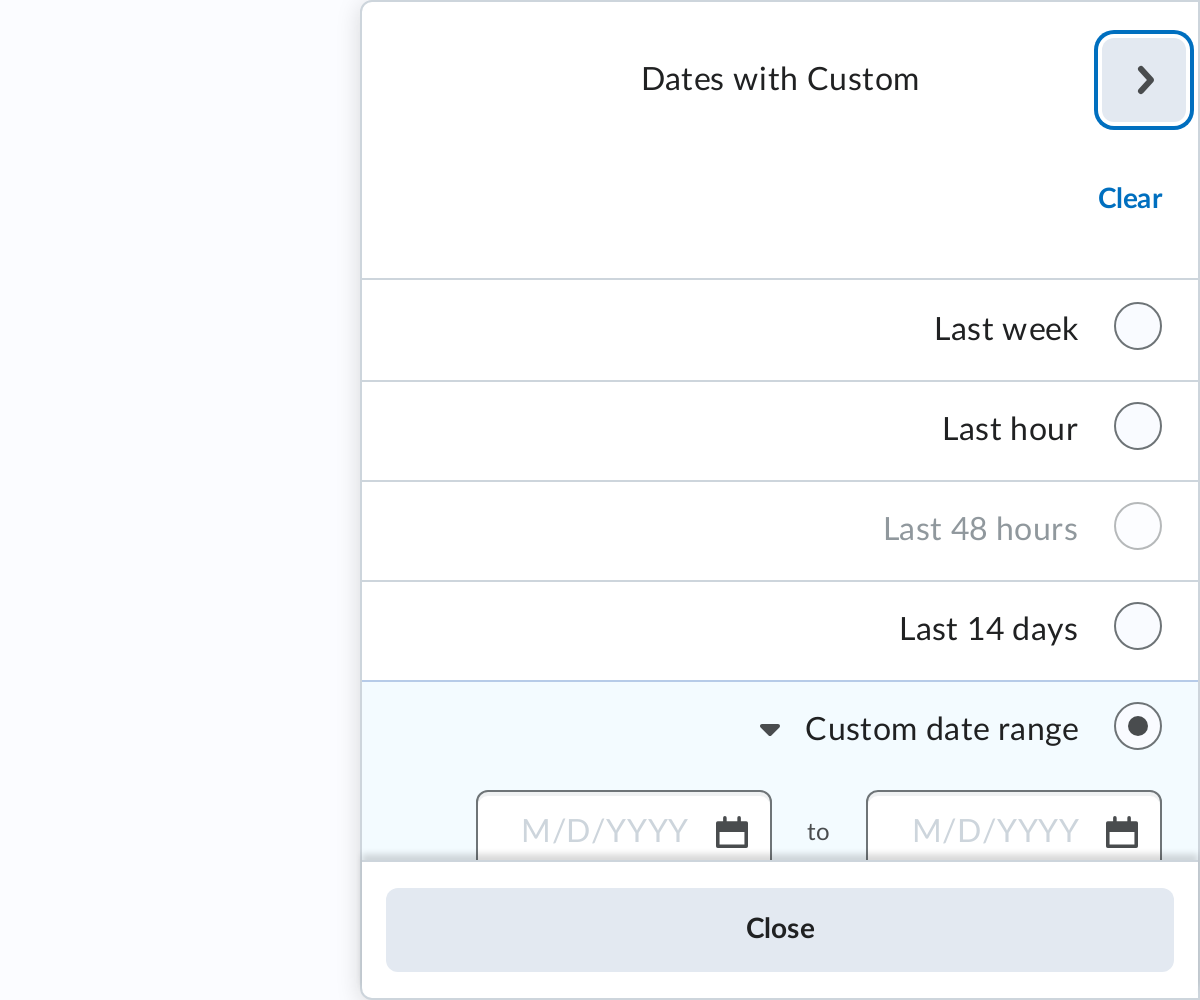 Dates with Custom
Clear
Last week
Last hour
Last 48 hours
Last 14 days
Custom date range
M/D/YYYY to M/D/YYYY
Close